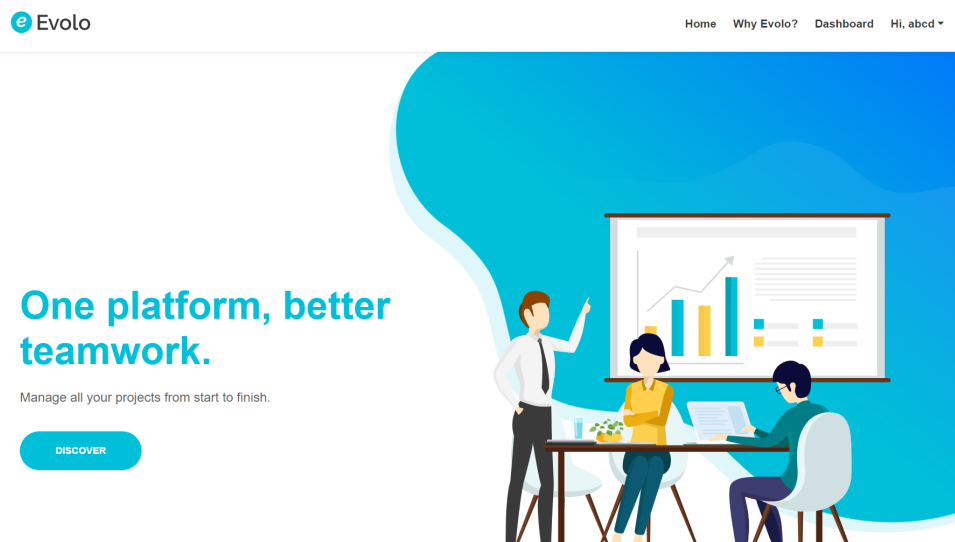 e Evolo
Home Why Evolo? Dashboard Hi, abcd
One platform, better
teamwork.
Manage all your projects from start to finish.
DISCOVER